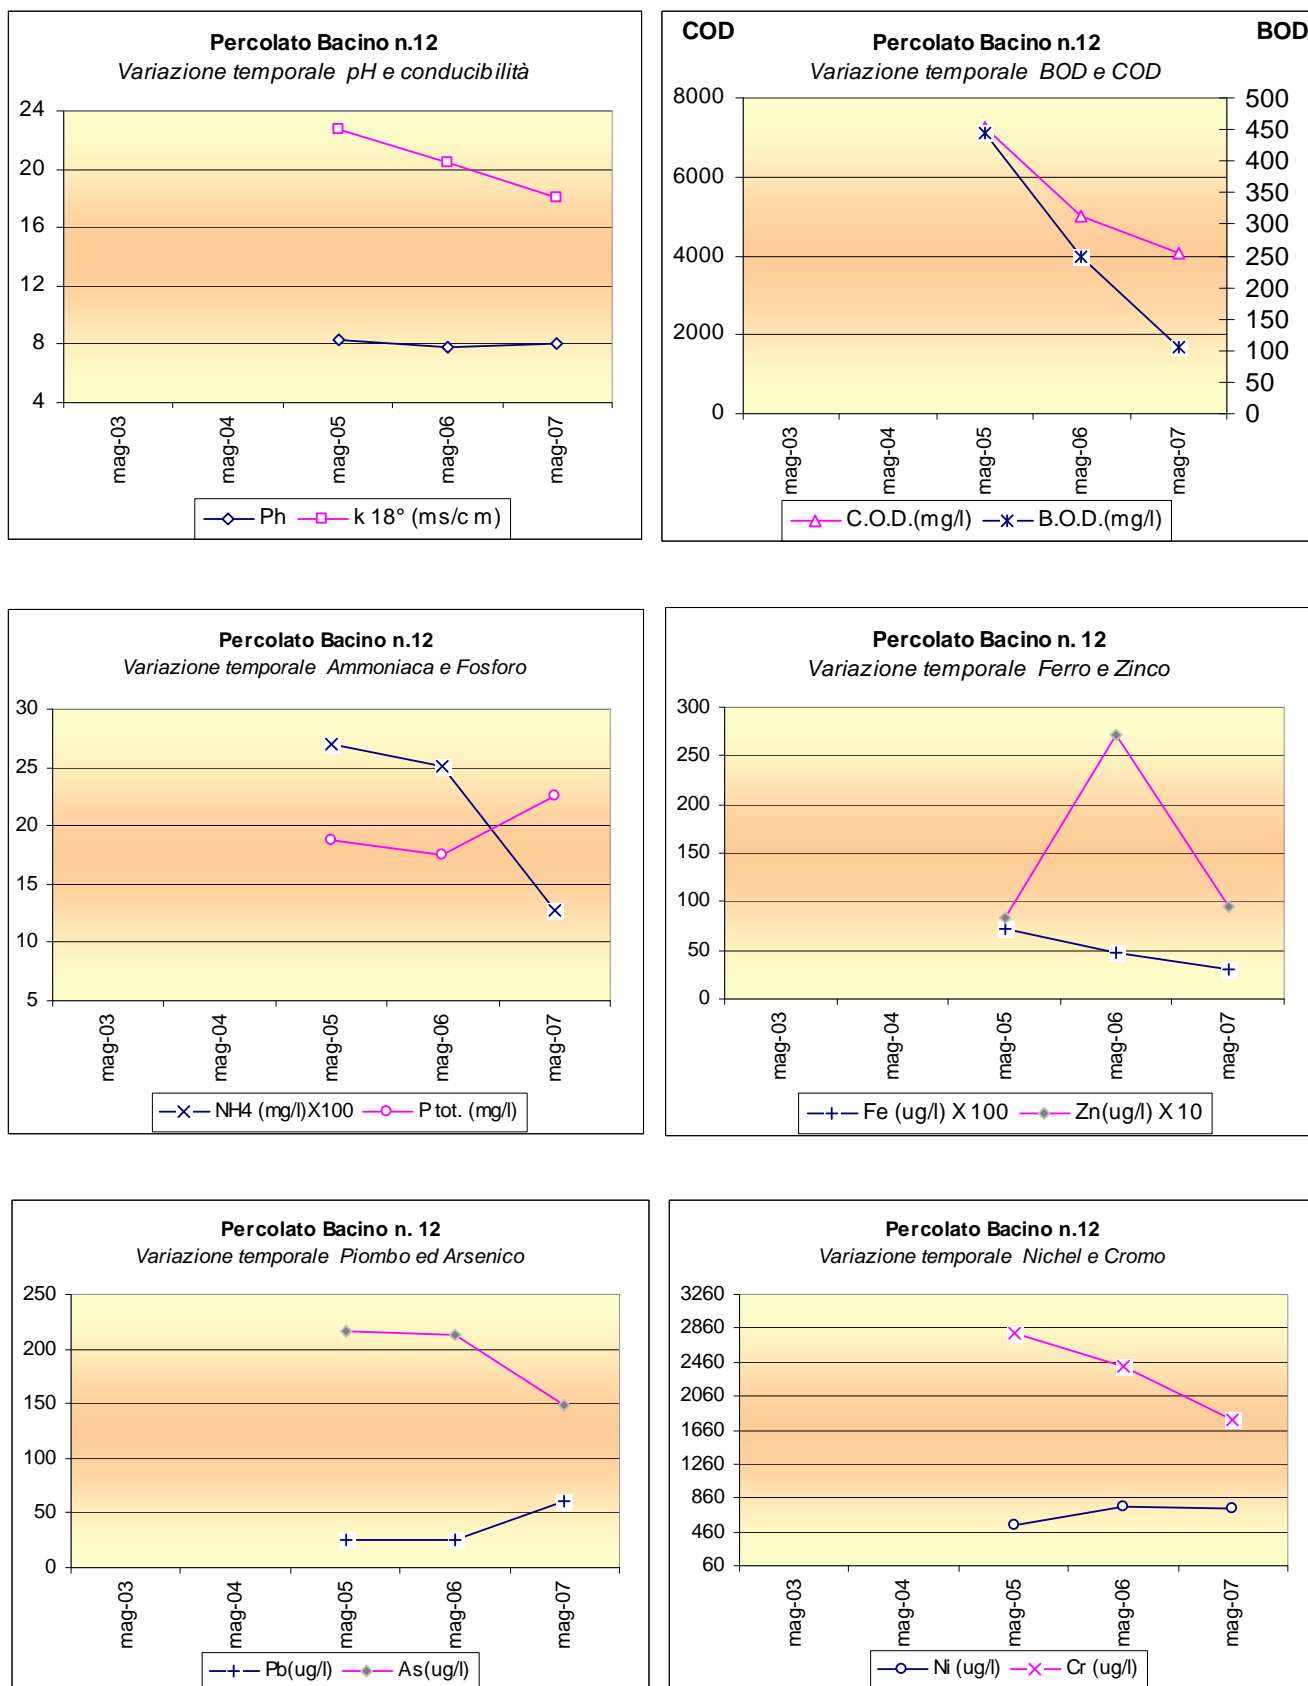 Percolato Bacino n.12
Variazione temporale pH e conducibilità
24
20
16
12
8
4
mag-03
mag-04
mag-05
mag-06
mag-07
Ph
k 18° (ms/c m)
COD
BOD
Percolato Bacino n.12
Variazione temporale BOD e COD
8000
6000
4000
2000
0
500
450
400
350
300
250
200
150
100
50
0
mag-03
mag-04
mag-05
mag-06
mag-07
C.O.D.(mg/l)
B.O.D.(mg/l)
Percolato Bacino n.12
Variazione temporale Ammoniaca e Fosforo
30
25
20
15
10
5
mag-03
mag-04
mag-05
mag-06
mag-07
NH4 (mg/l)X100
P tot. (mg/l)
Percolato Bacino n. 12
Variazione temporale Ferro e Zinco
300
250
200
150
100
50
0
mag-03
mag-04
mag-05
mag-06
mag-07
Fe (ug/l) X 100
Zn(ug/l) X 10
Percolato Bacino n. 12
Variazione temporale Piombo ed Arsenico
250
200
150
100
50
0
mag-03
mag-04
mag-05
mag-06
mag-07
Pb(ug/l)
As(ug/l)
Percolato Bacino n.12
Variazione temporale Nichel e Cromo
3260
2860
2460
2060
1660
1260
860
460
60
mag-03
mag-04
mag-05
mag-06
mag-07
Ni (ug/l)
Cr (ug/l)